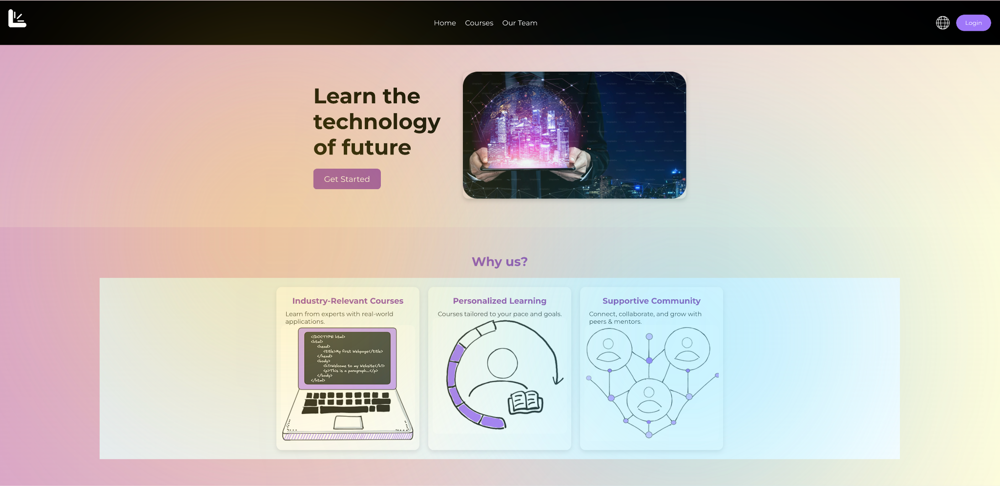 Home Courses Our Team
Login
Learn the
technology
of future
Get Started
Why us?
Industry-Relevant Courses
Learn from experts with real-world
applications.
<!DOCTYPE html>
<html>
<head>
<title>My First Webpage</title>
</head>
<body>
<h1>Welcome to my Website</h1>
<p>This is a paragraph...</p>
</body>
</html>
Personalized Learning
Courses tailored to your pace and goals.
Supportive Community
Connect, collaborate, and grow with
peers & mentors.